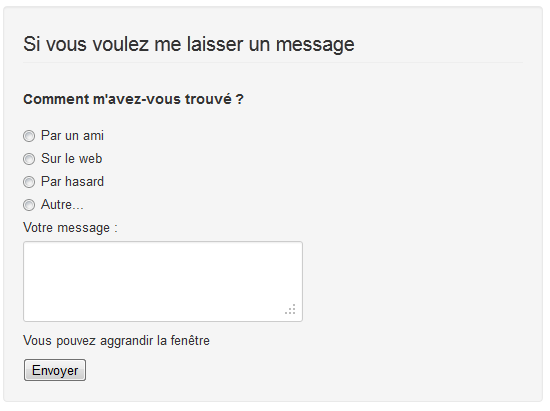 Si vous voulez me laisser un message
Comment m'avez-vous trouvé ?
Par un ami
Sur le web
Par hasard
Autre...
Votre message :
Vous pouvez aggrandir la fenêtre
Envoyer